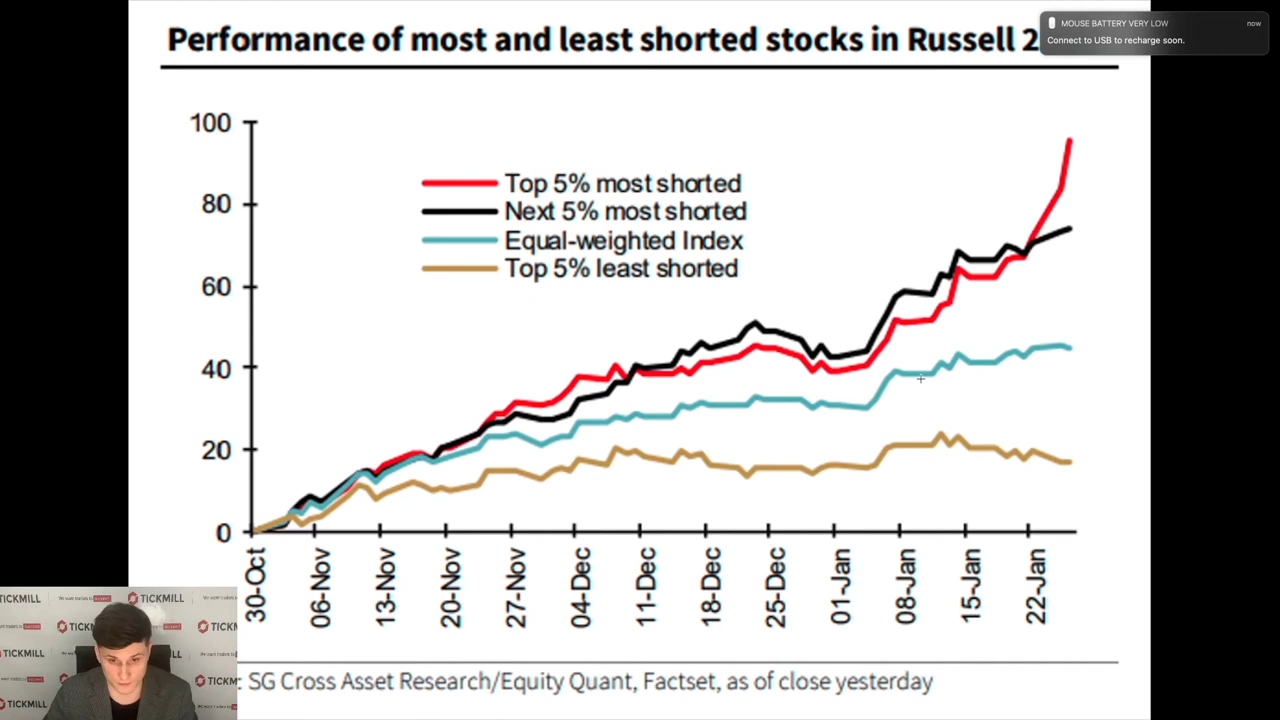 Performance of most and least shorted stocks in Russell 2
MOUSE BATTERY VERY LOW
now
Connect to USB to recharge soon.
100
80
60
40
20
0
Top 5% most shorted
Next 5% most shorted
Equal-weighted Index
Top 5% least shorted
30-Oct
06-Nov
13-Nov
20-Nov
27-Nov
04-Dec
11-Dec
18-Dec
25-Dec
01-Jan
08-Jan
15-Jan
22-Jan
: SG Cross Asset Research/Equity Quant, Factset, as of close yesterday
TICKMILL
TICKMILL
TICKM
TICKMILL
TICKMILL